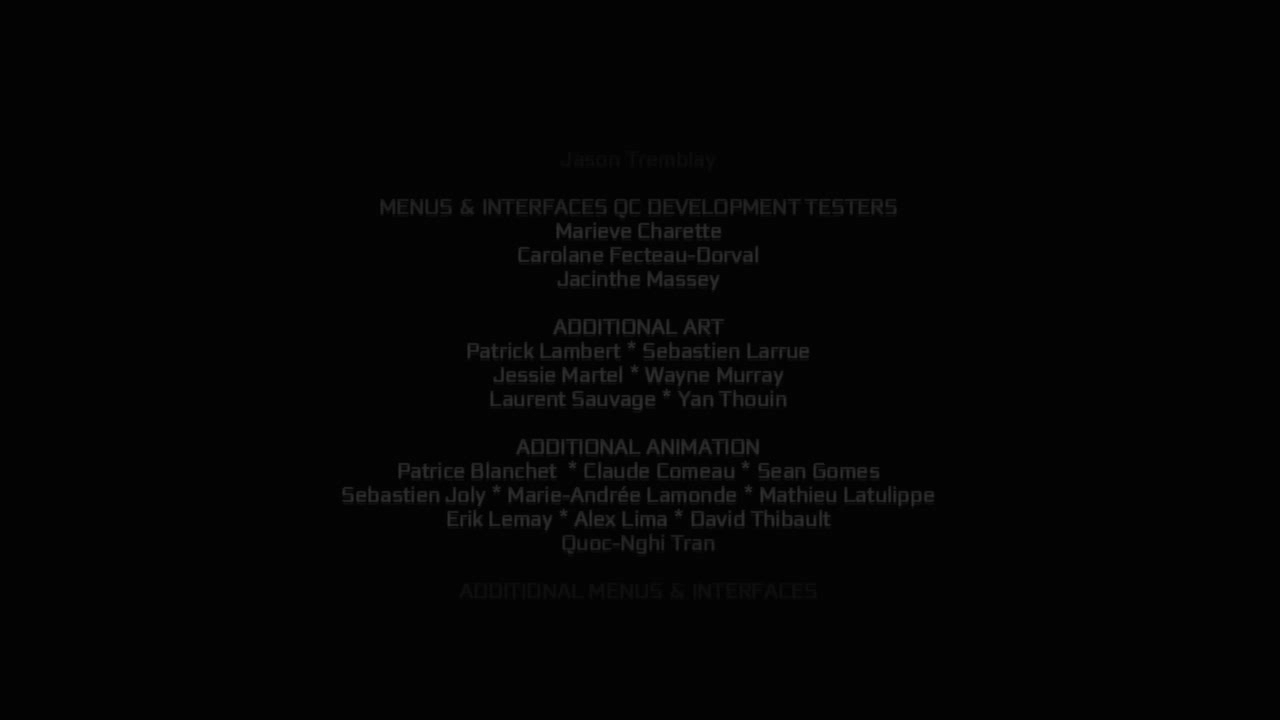 Jason Tremblay
MENUS & INTERFACES QC DEVELOPMENT TESTERS
Marieve Charette
Carolane Fecteau-Dorval
Jacinthe Massey
ADDITIONAL ART
Patrick Lambert * Sebastien Larrue
Jessie Martel * Wayne Murray
Laurent Sauvage * Yan Thouin
ADDITIONAL ANIMATION
Patrice Blanchet * Claude Comeau * Sean Gomes
Sebastien Joly * Marie-Andrée Lamonde * Mathieu Latulippe
Erik Lemay * Alex Lima * David Thibault
Quoc-Nghi Tran
ADDITIONAL MENUS & INTERFACES